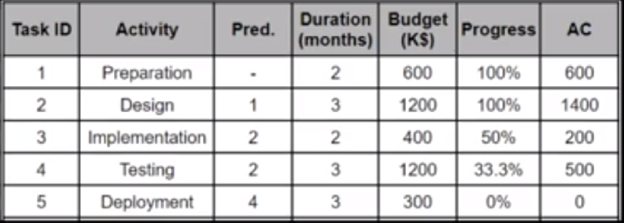 Task ID Activity Pred. Duration (months) Budget (K$) Progress AC
1 Preparation - 2 600 100% 600
2 Design 1 3 1200 100% 1400
3 Implementation 2 2 400 50% 200
4 Testing 2 3 1200 33.3% 500
5 Deployment 4 3 300 0% 0